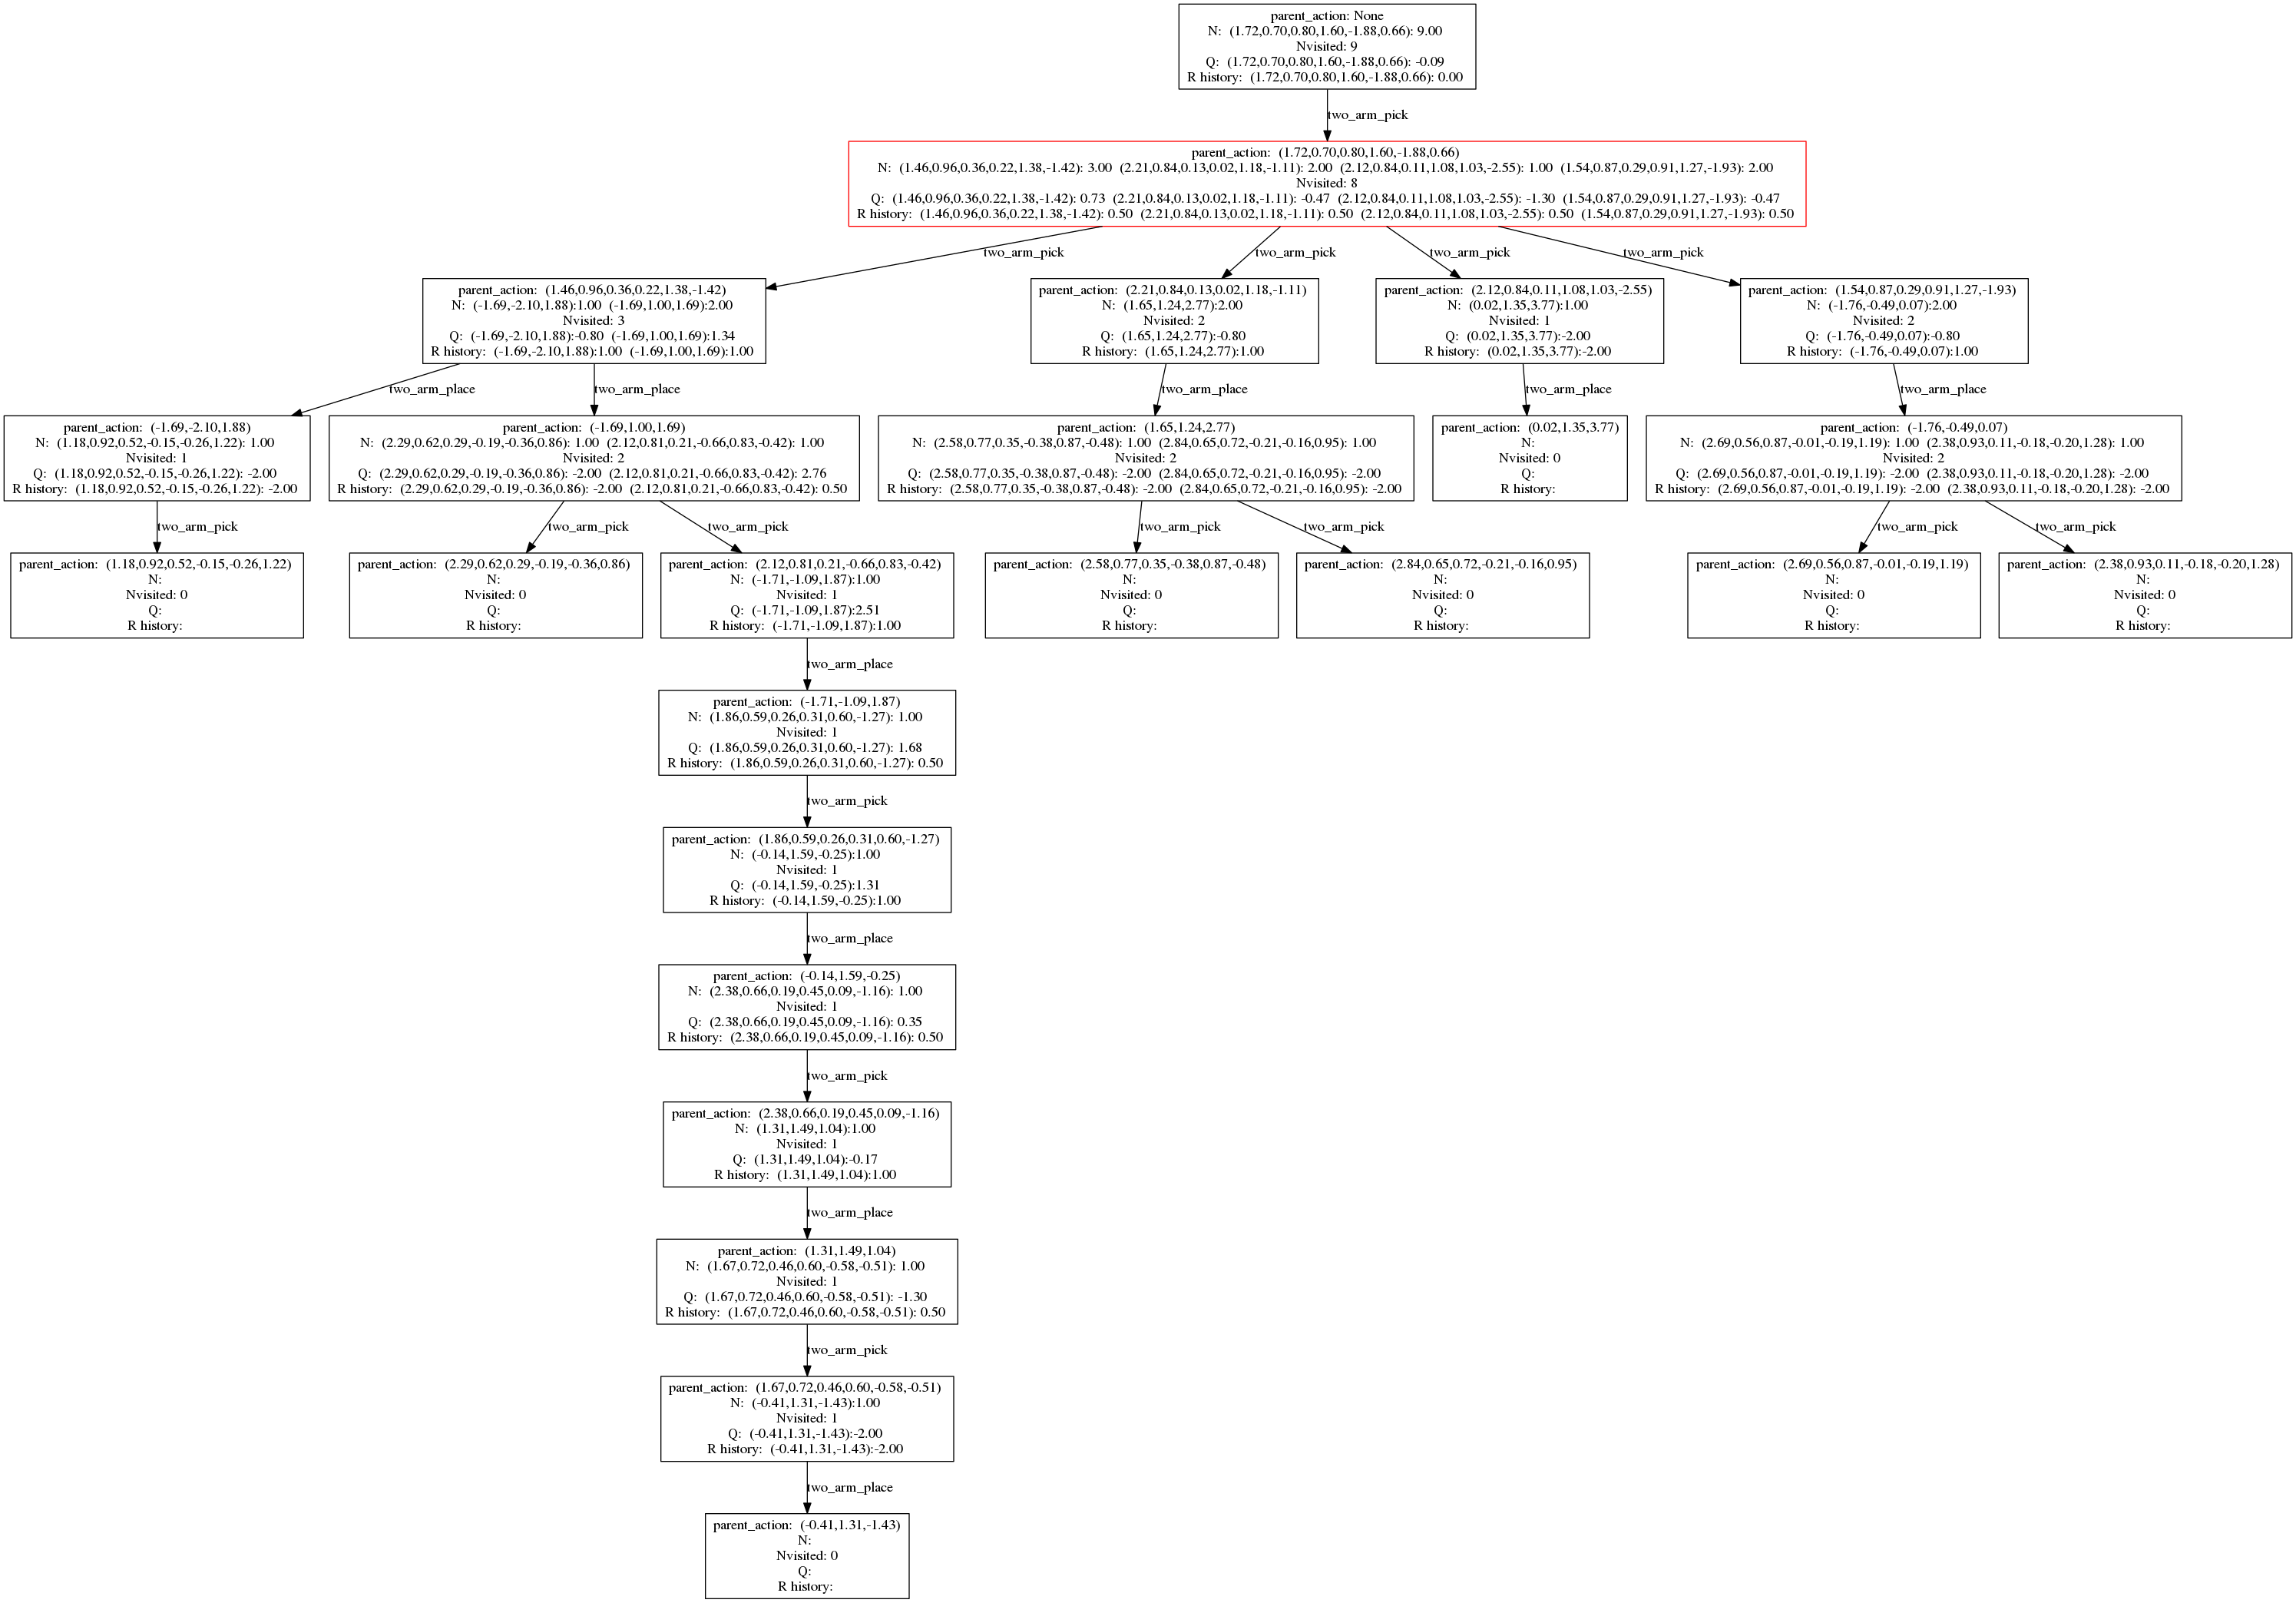 parent_action: None
N:  (1.72,0.70,0.80,1.60,-1.88,0.66): 9.00
Nvisited: 9
Q:  (1.72,0.70,0.80,1.60,-1.88,0.66): -0.09
R history:  (1.72,0.70,0.80,1.60,-1.88,0.66): 0.00
two_arm_pick
parent_action:  (1.72,0.70,0.80,1.60,-1.88,0.66)
N:  (1.46,0.96,0.36,0.22,1.38,-1.42): 3.00  (2.21,0.84,0.13,0.02,1.18,-1.11): 2.00  (2.12,0.84,0.11,1.08,1.03,-2.55): 1.00  (1.54,0.87,0.29,0.91,1.27,-1.93): 2.00
Nvisited: 8
Q:  (1.46,0.96,0.36,0.22,1.38,-1.42): 0.73  (2.21,0.84,0.13,0.02,1.18,-1.11): -0.47  (2.12,0.84,0.11,1.08,1.03,-2.55): -1.30  (1.54,0.87,0.29,0.91,1.27,-1.93): -0.47
R history:  (1.46,0.96,0.36,0.22,1.38,-1.42): 0.50  (2.21,0.84,0.13,0.02,1.18,-1.11): 0.50  (2.12,0.84,0.11,1.08,1.03,-2.55): 0.50  (1.54,0.87,0.29,0.91,1.27,-1.93): 0.50
two_arm_pick
two_arm_pick
two_arm_pick
two_arm_pick
parent_action:  (1.46,0.96,0.36,0.22,1.38,-1.42)
N:  (-1.69,-2.10,1.88):1.00  (-1.69,1.00,1.69):2.00
Nvisited: 3
Q:  (-1.69,-2.10,1.88):-0.80  (-1.69,1.00,1.69):1.34
R history:  (-1.69,-2.10,1.88):1.00  (-1.69,1.00,1.69):1.00
parent_action:  (2.21,0.84,0.13,0.02,1.18,-1.11)
N:  (1.65,1.24,2.77):2.00
Nvisited: 2
Q:  (1.65,1.24,2.77):-0.80
R history:  (1.65,1.24,2.77):1.00
parent_action:  (2.12,0.84,0.11,1.08,1.03,-2.55)
N:  (0.02,1.35,3.77):1.00
Nvisited: 1
Q:  (0.02,1.35,3.77):-2.00
R history:  (0.02,1.35,3.77):-2.00
parent_action:  (1.54,0.87,0.29,0.91,1.27,-1.93)
N:  (-1.76,-0.49,0.07):2.00
Nvisited: 2
Q:  (-1.76,-0.49,0.07):-0.80
R history:  (-1.76,-0.49,0.07):1.00
two_arm_place
two_arm_place
two_arm_place
two_arm_place
two_arm_place
parent_action:  (-1.69,-2.10,1.88)
N:  (1.18,0.92,0.52,-0.15,-0.26,1.22): 1.00
Nvisited: 1
Q:  (1.18,0.92,0.52,-0.15,-0.26,1.22): -2.00
R history:  (1.18,0.92,0.52,-0.15,-0.26,1.22): -2.00
parent_action:  (-1.69,1.00,1.69)
N:  (2.29,0.62,0.29,-0.19,-0.36,0.86): 1.00  (2.12,0.81,0.21,-0.66,0.83,-0.42): 1.00
Nvisited: 2
Q:  (2.29,0.62,0.29,-0.19,-0.36,0.86): -2.00  (2.12,0.81,0.21,-0.66,0.83,-0.42): 2.76
R history:  (2.29,0.62,0.29,-0.19,-0.36,0.86): -2.00  (2.12,0.81,0.21,-0.66,0.83,-0.42): 0.50
parent_action:  (1.65,1.24,2.77)
N:  (2.58,0.77,0.35,-0.38,0.87,-0.48): 1.00  (2.84,0.65,0.72,-0.21,-0.16,0.95): 1.00
Nvisited: 2
Q:  (2.58,0.77,0.35,-0.38,0.87,-0.48): -2.00  (2.84,0.65,0.72,-0.21,-0.16,0.95): -2.00
R history:  (2.58,0.77,0.35,-0.38,0.87,-0.48): -2.00  (2.84,0.65,0.72,-0.21,-0.16,0.95): -2.00
parent_action:  (0.02,1.35,3.77)
N:
Nvisited: 0
Q:
R history:
parent_action:  (-1.76,-0.49,0.07)
N:  (2.69,0.56,0.87,-0.01,-0.19,1.19): 1.00  (2.38,0.93,0.11,-0.18,-0.20,1.28): 1.00
Nvisited: 2
Q:  (2.69,0.56,0.87,-0.01,-0.19,1.19): -2.00  (2.38,0.93,0.11,-0.18,-0.20,1.28): -2.00
R history:  (2.69,0.56,0.87,-0.01,-0.19,1.19): -2.00  (2.38,0.93,0.11,-0.18,-0.20,1.28): -2.00
two_arm_pick
two_arm_pick
two_arm_pick
two_arm_pick
two_arm_pick
two_arm_pick
two_arm_pick
parent_action:  (1.18,0.92,0.52,-0.15,-0.26,1.22)
N:
Nvisited: 0
Q:
R history:
parent_action:  (2.29,0.62,0.29,-0.19,-0.36,0.86)
N:
Nvisited: 0
Q:
R history:
parent_action:  (2.12,0.81,0.21,-0.66,0.83,-0.42)
N:  (-1.71,-1.09,1.87):1.00
Nvisited: 1
Q:  (-1.71,-1.09,1.87):2.51
R history:  (-1.71,-1.09,1.87):1.00
parent_action:  (2.58,0.77,0.35,-0.38,0.87,-0.48)
N:
Nvisited: 0
Q:
R history:
parent_action:  (2.84,0.65,0.72,-0.21,-0.16,0.95)
N:
Nvisited: 0
Q:
R history:
parent_action:  (2.69,0.56,0.87,-0.01,-0.19,1.19)
N:
Nvisited: 0
Q:
R history:
parent_action:  (2.38,0.93,0.11,-0.18,-0.20,1.28)
N:
Nvisited: 0
Q:
R history:
two_arm_place
parent_action:  (-1.71,-1.09,1.87)
N:  (1.86,0.59,0.26,0.31,0.60,-1.27): 1.00
Nvisited: 1
Q:  (1.86,0.59,0.26,0.31,0.60,-1.27): 1.68
R history:  (1.86,0.59,0.26,0.31,0.60,-1.27): 0.50
two_arm_pick
parent_action:  (1.86,0.59,0.26,0.31,0.60,-1.27)
N:  (-0.14,1.59,-0.25):1.00
Nvisited: 1
Q:  (-0.14,1.59,-0.25):1.31
R history:  (-0.14,1.59,-0.25):1.00
two_arm_place
parent_action:  (-0.14,1.59,-0.25)
N:  (2.38,0.66,0.19,0.45,0.09,-1.16): 1.00
Nvisited: 1
Q:  (2.38,0.66,0.19,0.45,0.09,-1.16): 0.35
R history:  (2.38,0.66,0.19,0.45,0.09,-1.16): 0.50
two_arm_pick
parent_action:  (2.38,0.66,0.19,0.45,0.09,-1.16)
N:  (1.31,1.49,1.04):1.00
Nvisited: 1
Q:  (1.31,1.49,1.04):-0.17
R history:  (1.31,1.49,1.04):1.00
two_arm_place
parent_action:  (1.31,1.49,1.04)
N:  (1.67,0.72,0.46,0.60,-0.58,-0.51): 1.00
Nvisited: 1
Q:  (1.67,0.72,0.46,0.60,-0.58,-0.51): -1.30
R history:  (1.67,0.72,0.46,0.60,-0.58,-0.51): 0.50
two_arm_pick
parent_action:  (1.67,0.72,0.46,0.60,-0.58,-0.51)
N:  (-0.41,1.31,-1.43):1.00
Nvisited: 1
Q:  (-0.41,1.31,-1.43):-2.00
R history:  (-0.41,1.31,-1.43):-2.00
two_arm_place
parent_action:  (-0.41,1.31,-1.43)
N:
Nvisited: 0
Q:
R history: